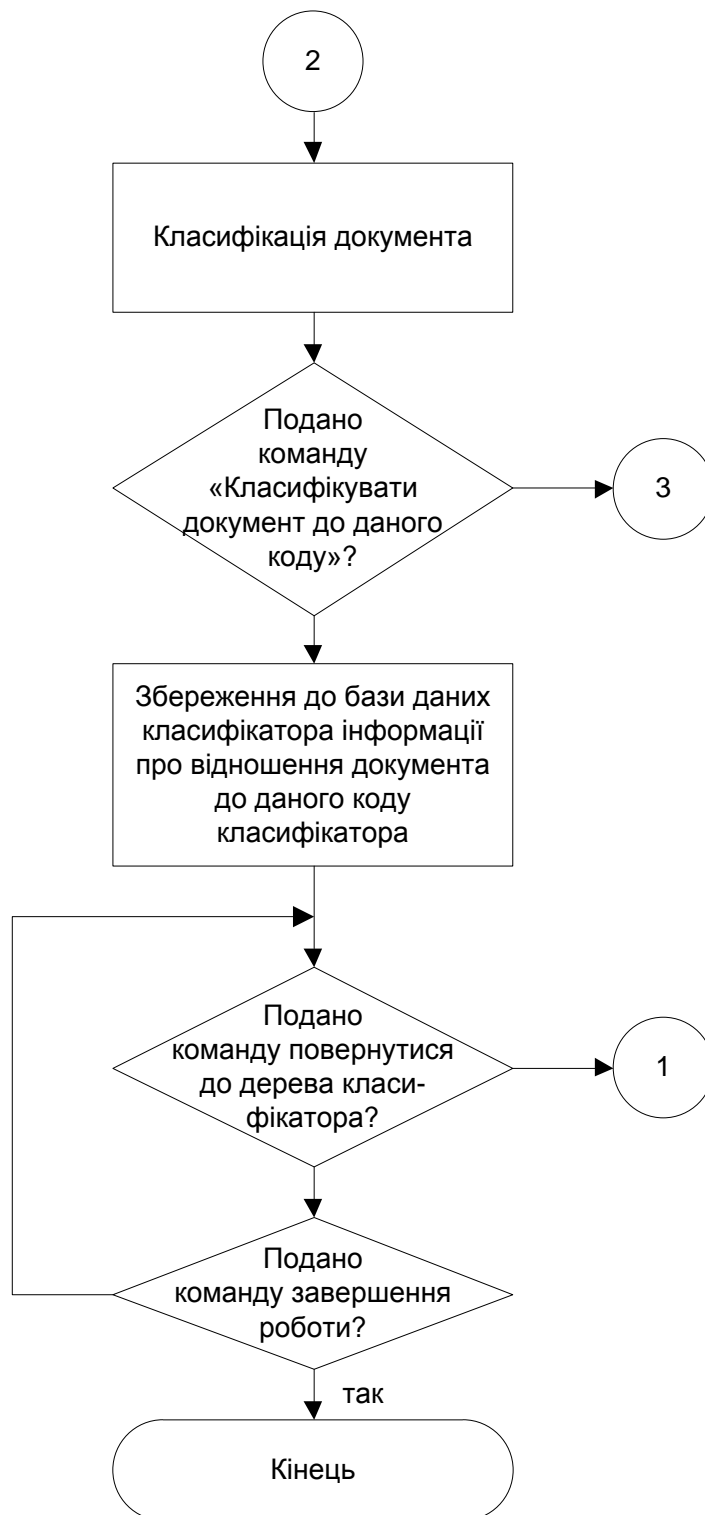 2
Класифікація документа
Подано
команду
«Класифікувати
документ до даного
коду»?
3
Збереження до бази даних
класифікатора інформації
про відношення документа
до даного коду
класифікатора
Подано
команду повернутися
до дерева класи-
фікатора?
1
Подано
команду завершення
роботи?
так
Кінець